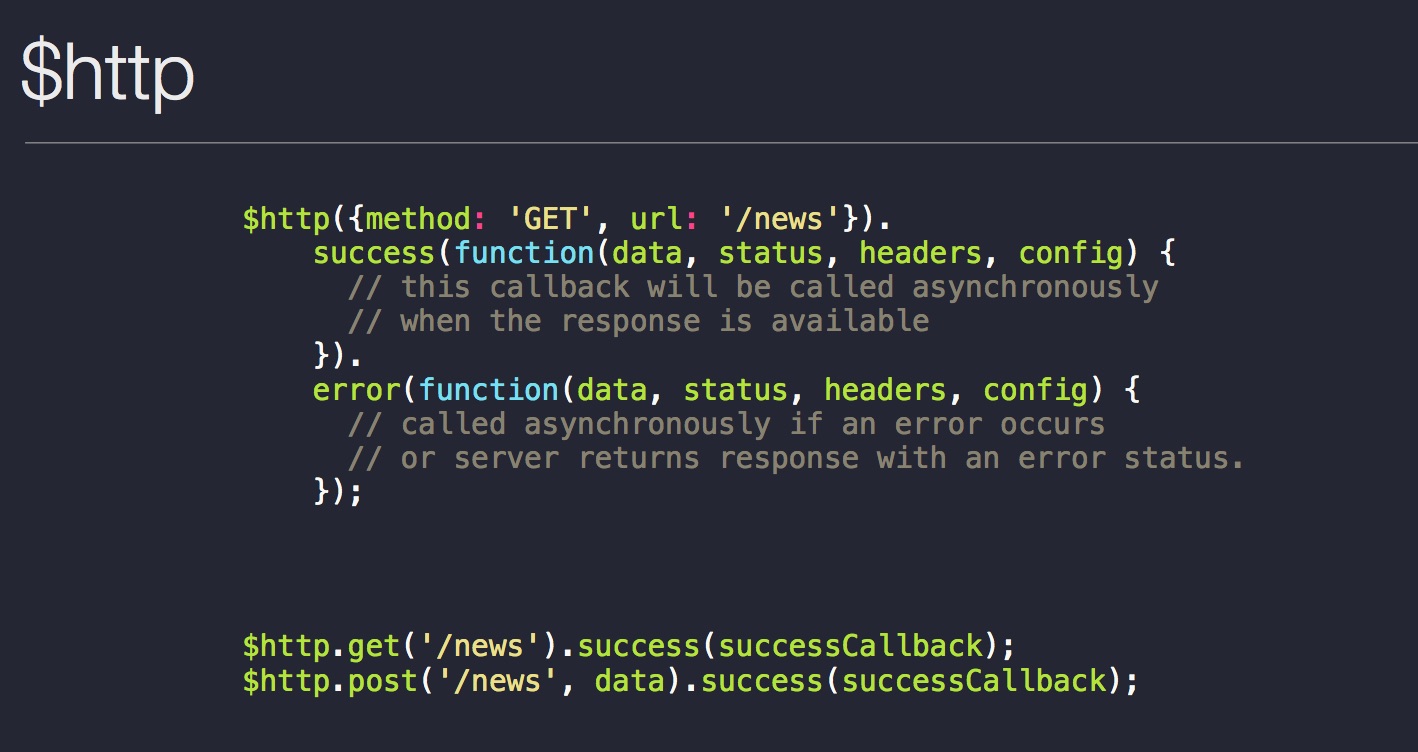 $http
$http({method: 'GET', url: '/news'}).
success(function(data, status, headers, config) {
// this callback will be called asynchronously
// when the response is available
}).
error(function(data, status, headers, config) {
// called asynchronously if an error occurs
// or server returns response with an error status.
});
$http.get('/news').success(successCallback);
$http.post('/news', data).success(successCallback);